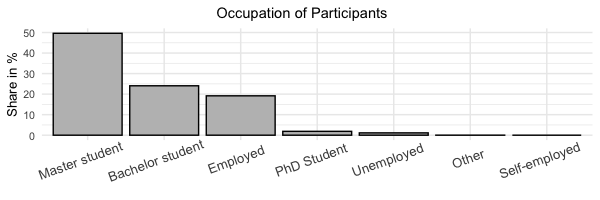 Occupation of Participants
Share in %
50
40
30
20
10
0
Master student
Bachelor student
Employed
PhD Student
Unemployed
Other
Self-employed